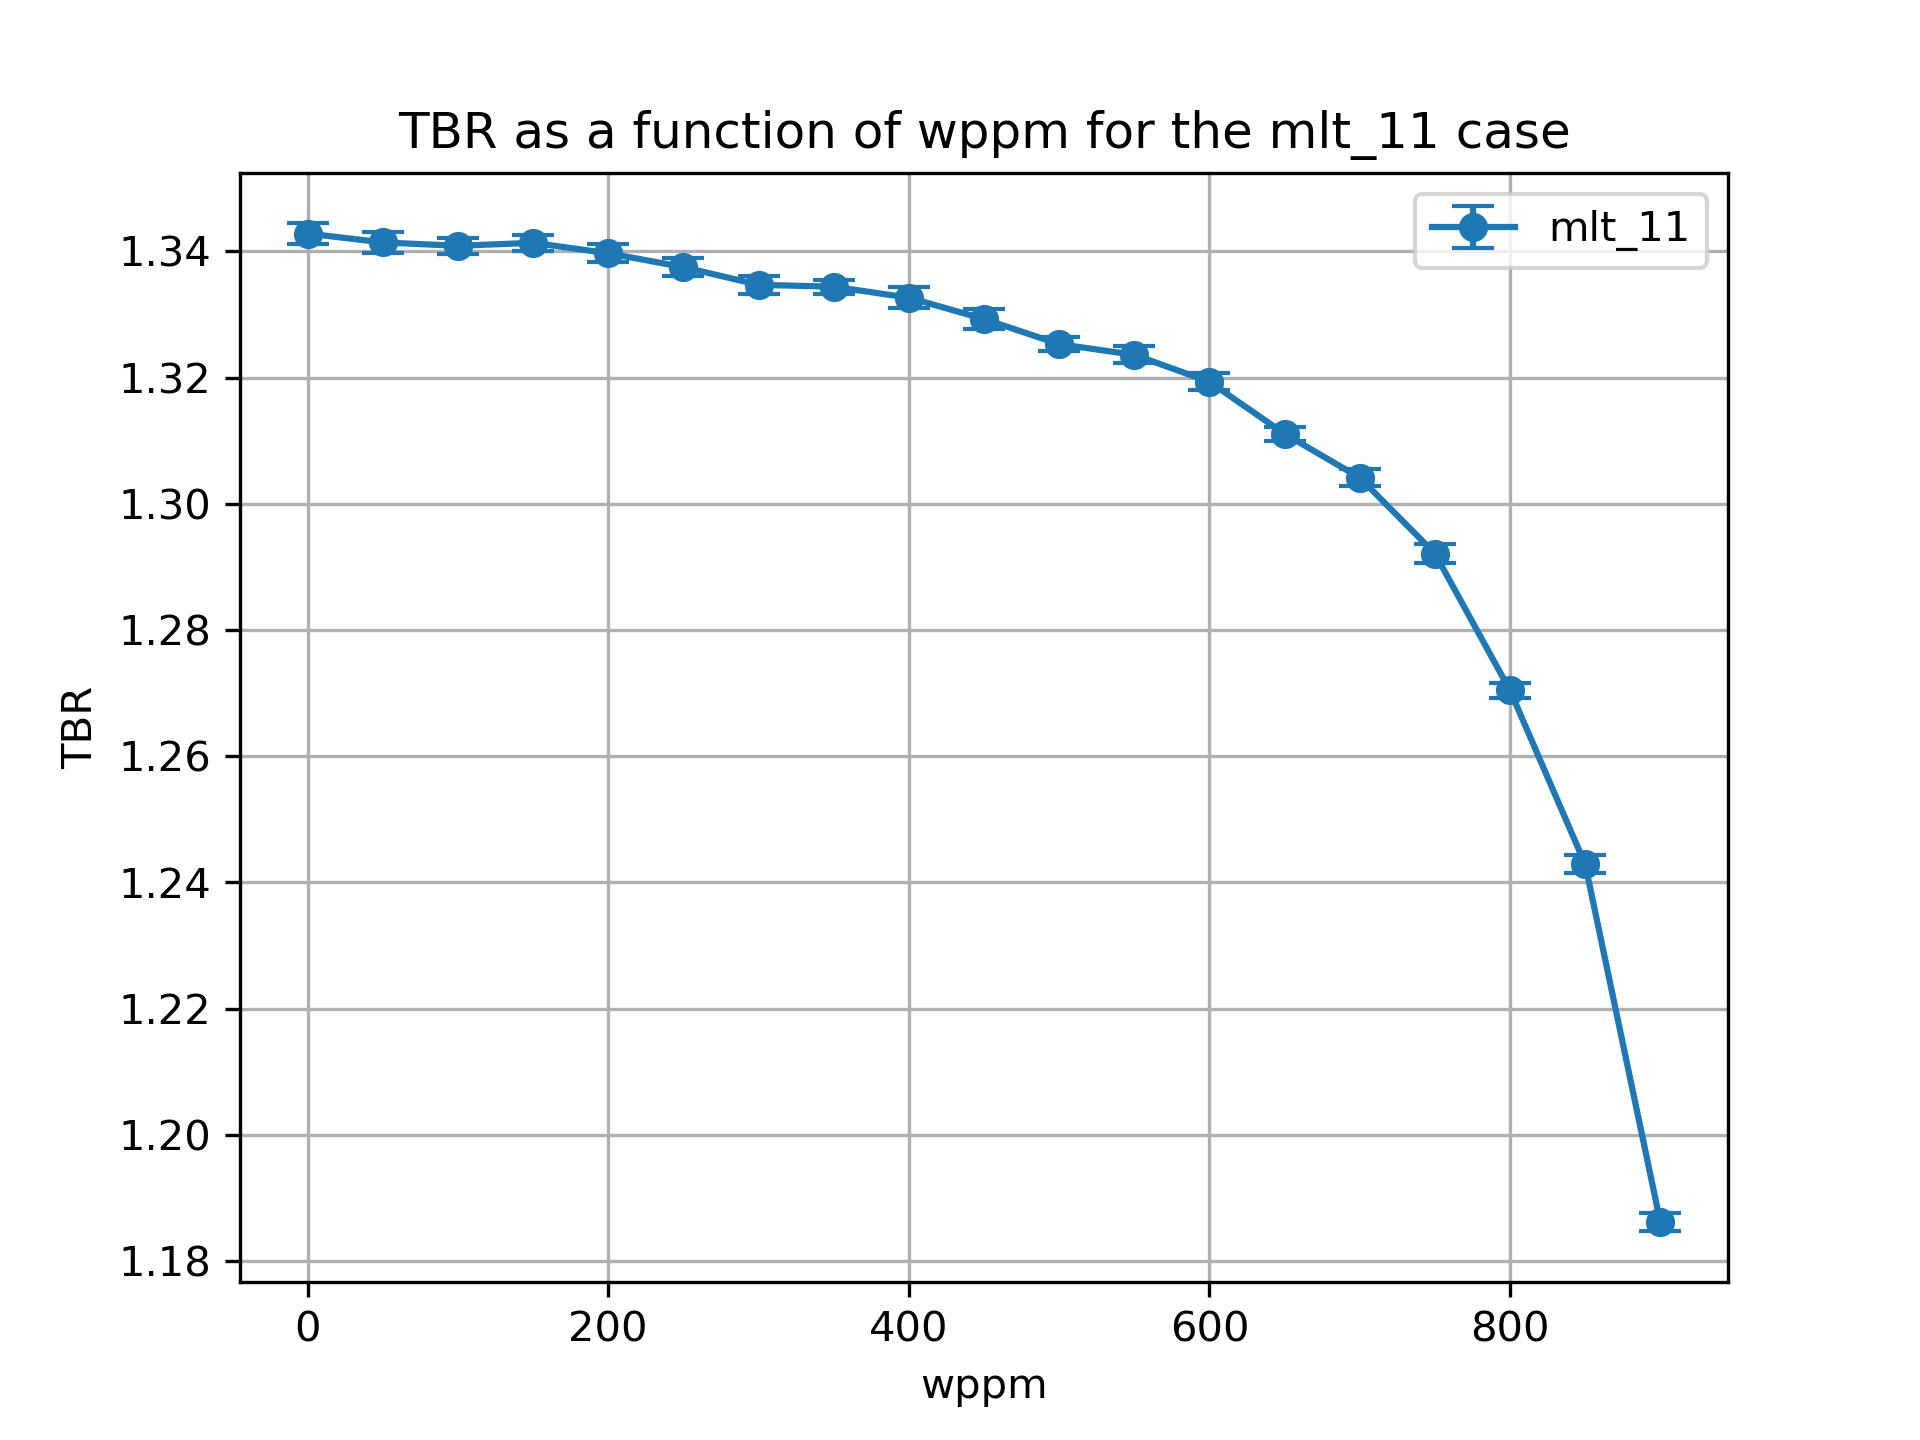 TBR as a function of wppm for the mlt_11 case
mlt_11
1.34
1.32
1.30
1.28
1.26
1.24
1.22
1.20
1.18
TBR
0 200 400 600 800
wppm